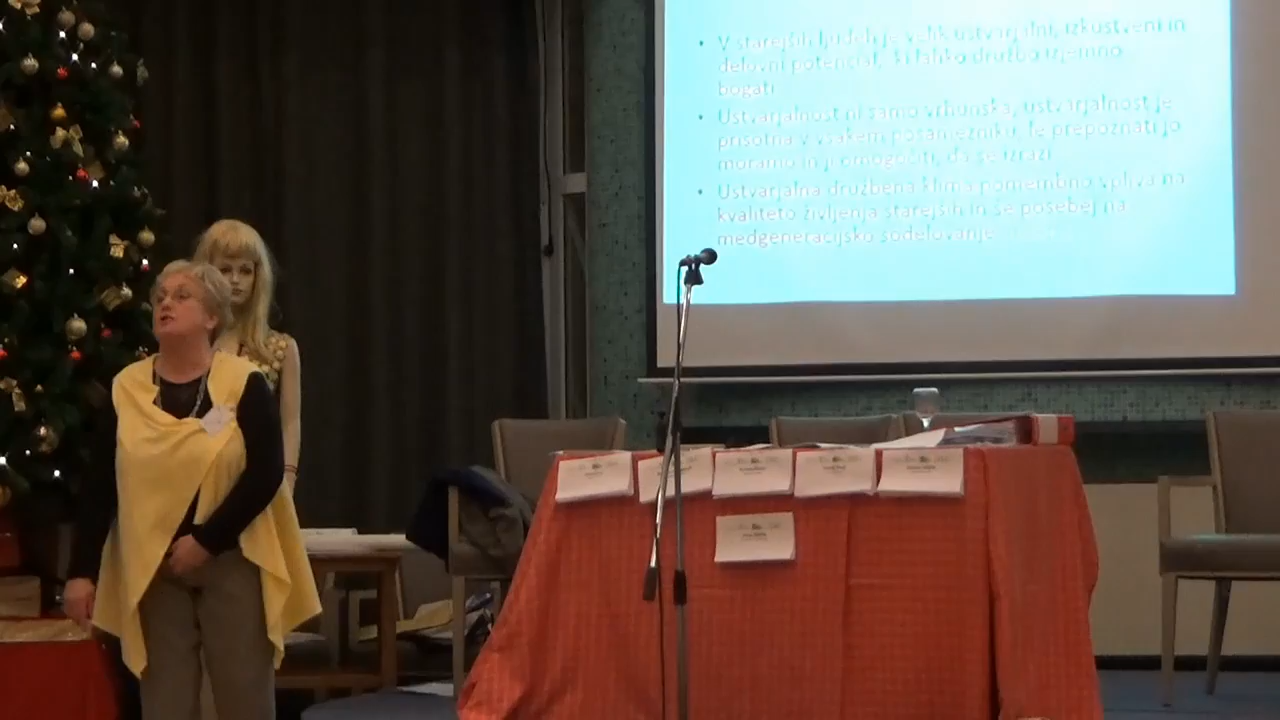 • V starejših ljudeh je velik ustvarjalni, izkustveni in
delovni potencial, ki lahko družbo izjemno
bogati
• Ustvarjalnost ni samo vrhunska, ustvarjalnost je
prisotna v vsakem posamezniku, le prepoznati jo
moramo in ji omogočiti, da se izrazi
• Ustvarjalna družbena klima pomembno vpliva na
kvaliteto življenja starejših in še posebej na
medgeneracijsko sodelovanje